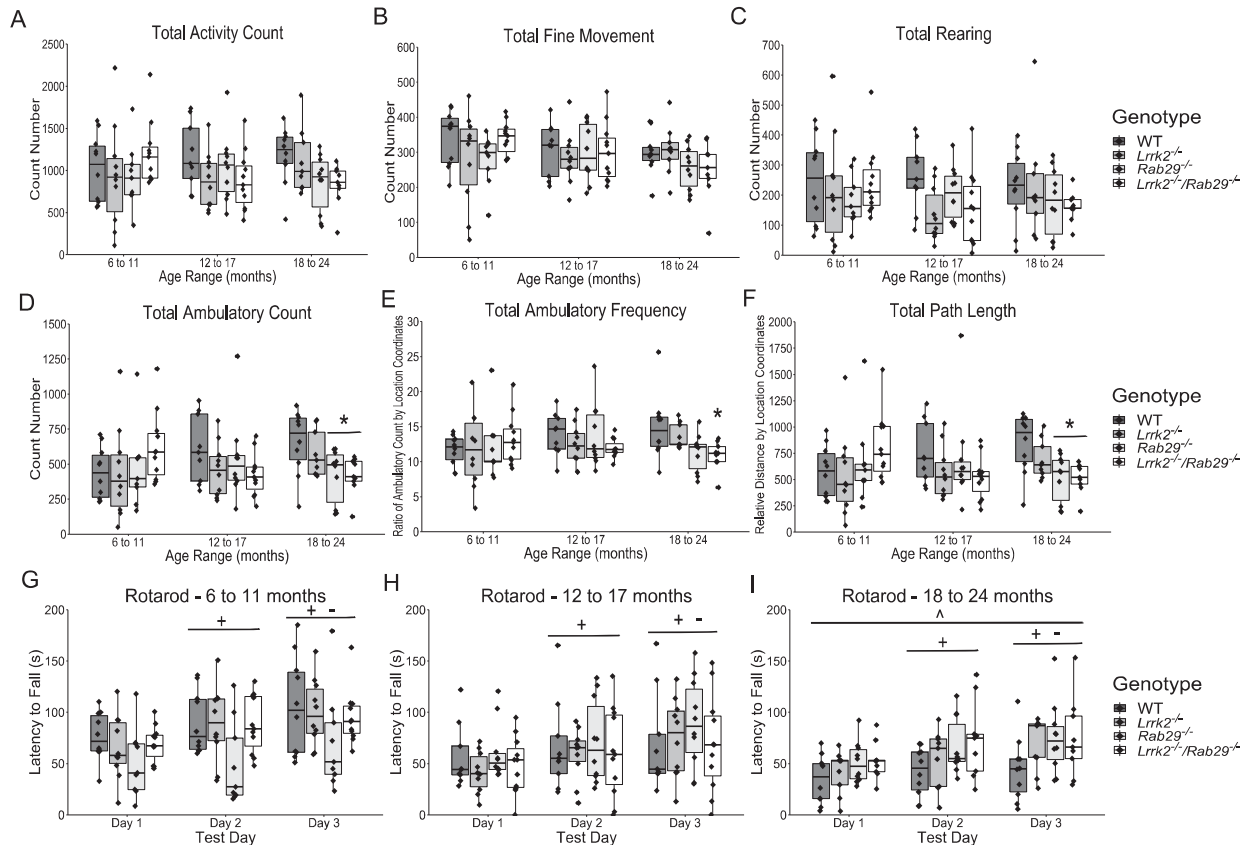 A
Total Activity Count
Count Number
2500
2000
1500
1000
500
0
6 to 11
12 to 17
18 to 24
Age Range (months)
B
Total Fine Movement
Count Number
600
500
400
300
200
100
0
6 to 11
12 to 17
18 to 24
Age Range (months)
C
Total Rearing
Count Number
700
600
500
400
300
200
100
0
6 to 11
12 to 17
18 to 24
Age Range (months)
Genotype
WT
Lrrk2-/-
Rab29-/-
Lrrk2-/-/Rab29-/-
D
Total Ambulatory Count
Count Number
1500
1250
1000
750
500
250
0
*
6 to 11
12 to 17
18 to 24
Age Range (months)
E
Total Ambulatory Frequency
Ratio of Ambulatory Count by Location Coordinates
30
25
20
15
10
5
0
*
6 to 11
12 to 17
18 to 24
Age Range (months)
F
Total Path Length
Relative Distance by Location Coordinates
2000
1750
1500
1250
1000
750
500
250
0
*
6 to 11
12 to 17
18 to 24
Age Range (months)
Genotype
WT
Lrrk2-/-
Rab29-/-
Lrrk2-/-/Rab29-/-
G
Rotarod - 6 to 11 months
Latency to Fall (s)
200
150
100
50
0
+
+ -
Day 1
Day 2
Day 3
Test Day
H
Rotarod - 12 to 17 months
Latency to Fall (s)
200
150
100
50
0
+
+ -
Day 1
Day 2
Day 3
Test Day
I
Rotarod - 18 to 24 months
Latency to Fall (s)
200
150
100
50
0
^
+
+ -
Day 1
Day 2
Day 3
Test Day
Genotype
WT
Lrrk2-/-
Rab29-/-
Lrrk2-/-/Rab29-/-